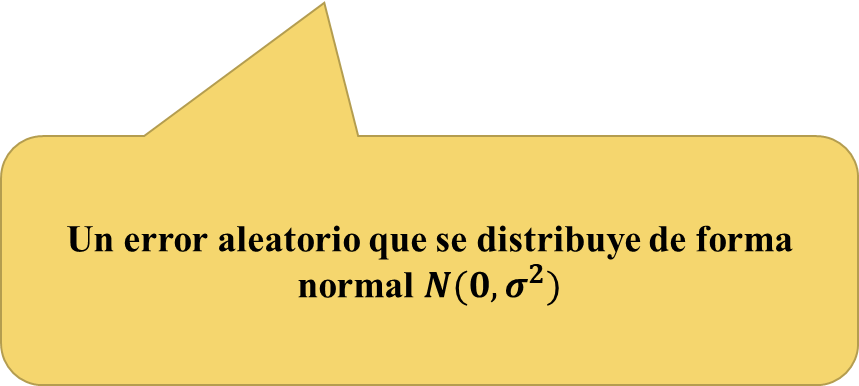 Un error aleatorio que se distribuye de forma
normal 𝑵(𝟎, 𝝈²)